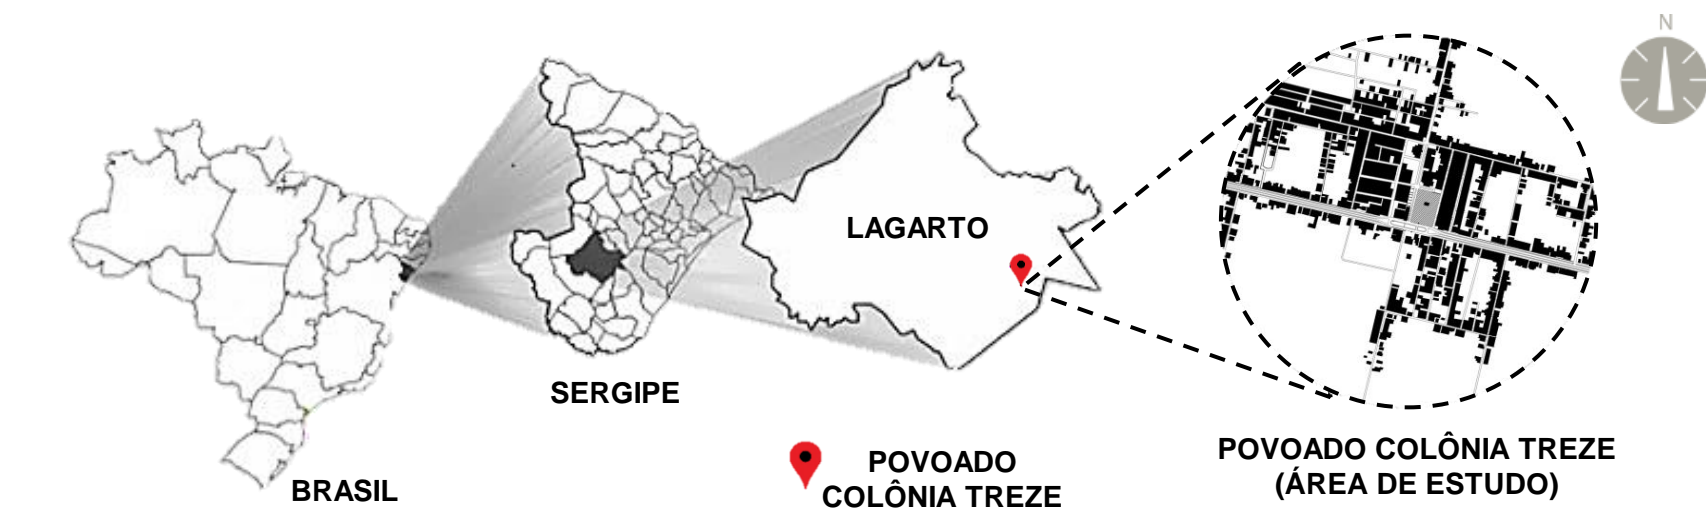 N
LAGARTO
SERGIPE
BRASIL
POVOADO
COLÔNIA TREZE
POVOADO COLÔNIA TREZE
(ÁREA DE ESTUDO)